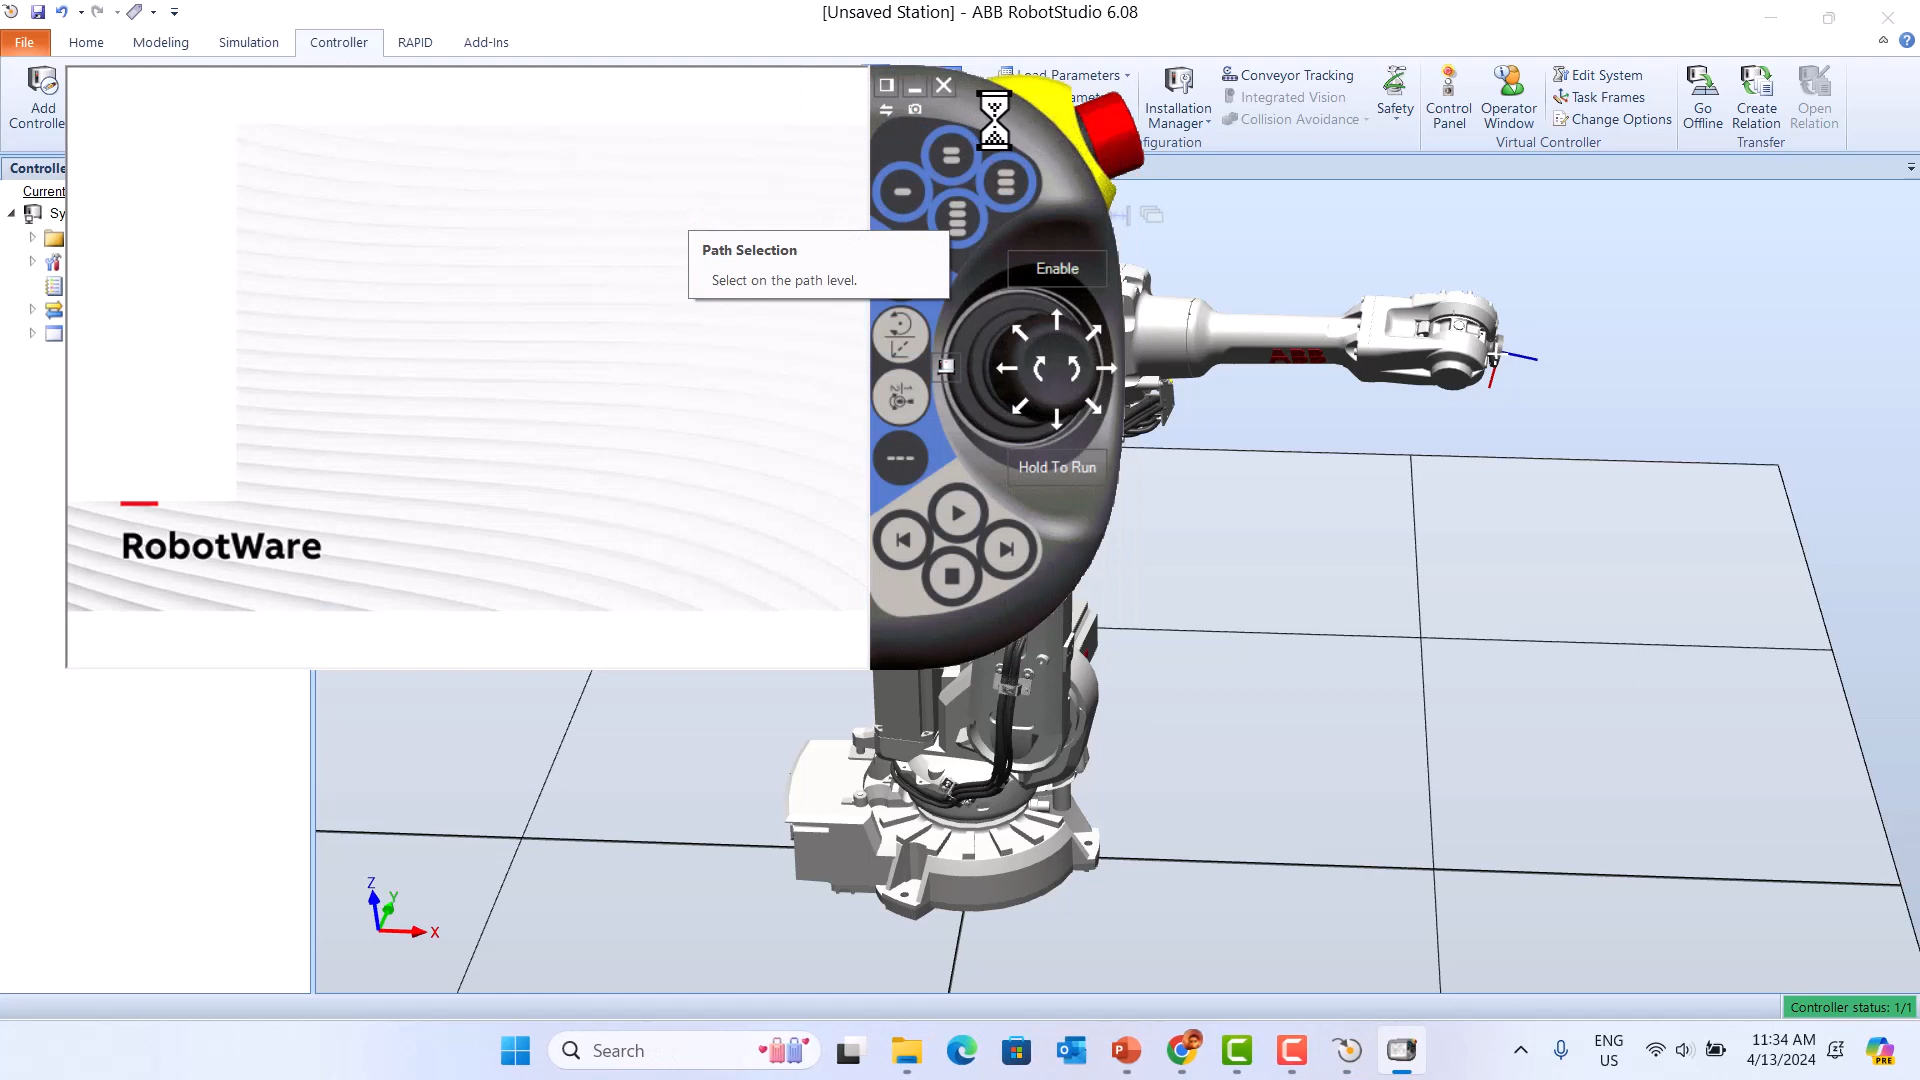 [Unsaved Station] - ABB RobotStudio 6.08
File
Home
Modeling
Simulation
Controller
RAPID
Add-Ins
Add
Controlle
Load Parameters
Installation
Manager
Conveyor Tracking
Integrated Vision
Collision Avoidance
figuration
Safety
Control
Panel
Operator
Window
Edit System
Task Frames
Change Options
Virtual Controller
Go
Offline
Create
Relation
Open
Relation
Transfer
Controlle
Current
Sy
Path Selection
Select on the path level.
Enable
Hold To Run
RobotWare
ABB
Z
Y
X
Controller status: 1/1
Search
ENG
US
11:34 AM
4/13/2024
PRE